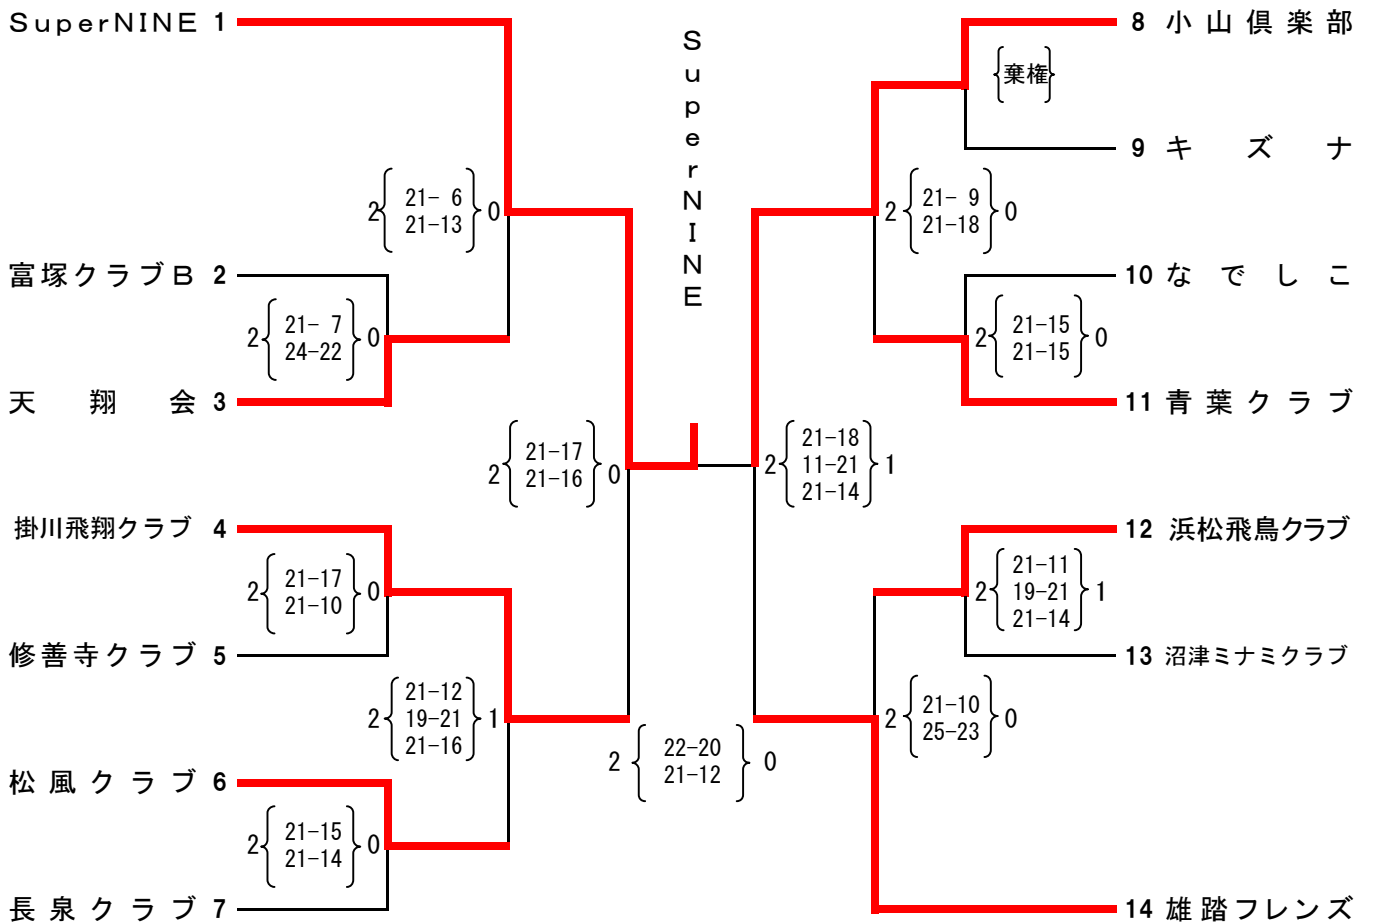 SuperNINE 1
富塚クラブB 2
天翔会 3
掛川飛翔クラブ 4
修善寺クラブ 5
松風クラブ 6
長泉クラブ 7
2 21- 6 0
21-13
2 21- 7 0
24-22
2 21-17 0
21-16
2 21-17 0
21-10
2 21-12 1
19-21
21-16
2 21-15 0
21-14
SuperNINE
2 22-20 0
21-12
8 小山倶楽部
棄権
9 キズナ
2 21- 9 0
21-18
10 なでしこ
2 21-15 0
21-15
11 青葉クラブ
2 21-18 1
11-21
21-14
12 浜松飛鳥クラブ
2 21-11 1
19-21
21-14
13 沼津ミナミクラブ
2 21-10 0
25-23
14 雄踏フレンズ